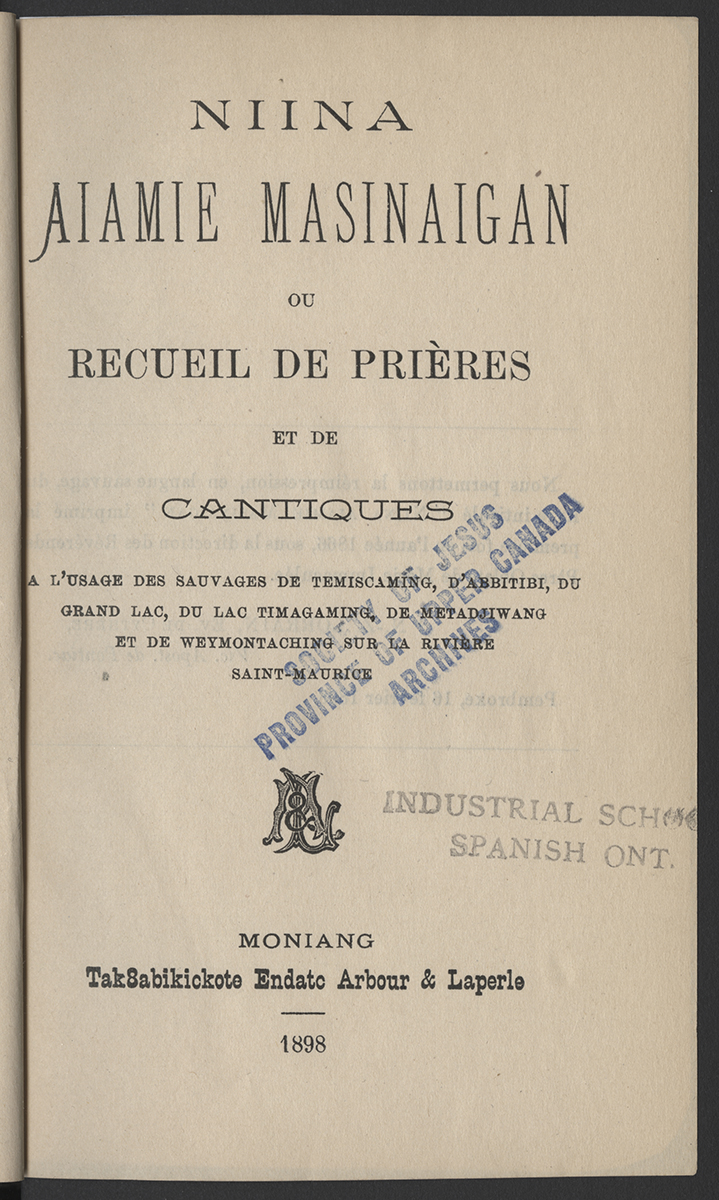 NIINA
AIAMIE MASINAIGAN
OU
RECUEIL DE PRIÈRES
ET DE
CANTIQUES
A L'USAGE DES SAUVAGES DE TEMISCAMING, D'ABBITIBI, DU
GRAND LAC, DU LAC TIMAGAMING, DE METADJIWANG
ET DE WEYMONTACHING SUR LA RIVIÈRE
SAINT-MAURICE
SOCIETY OF JESUS
PROVINCE OF UPPER CANADA
ARCHIVES
INDUSTRIAL
SPANISH ONT.
MONIANG
Tak8abikickote Endatc Arbour & Laperle
1898